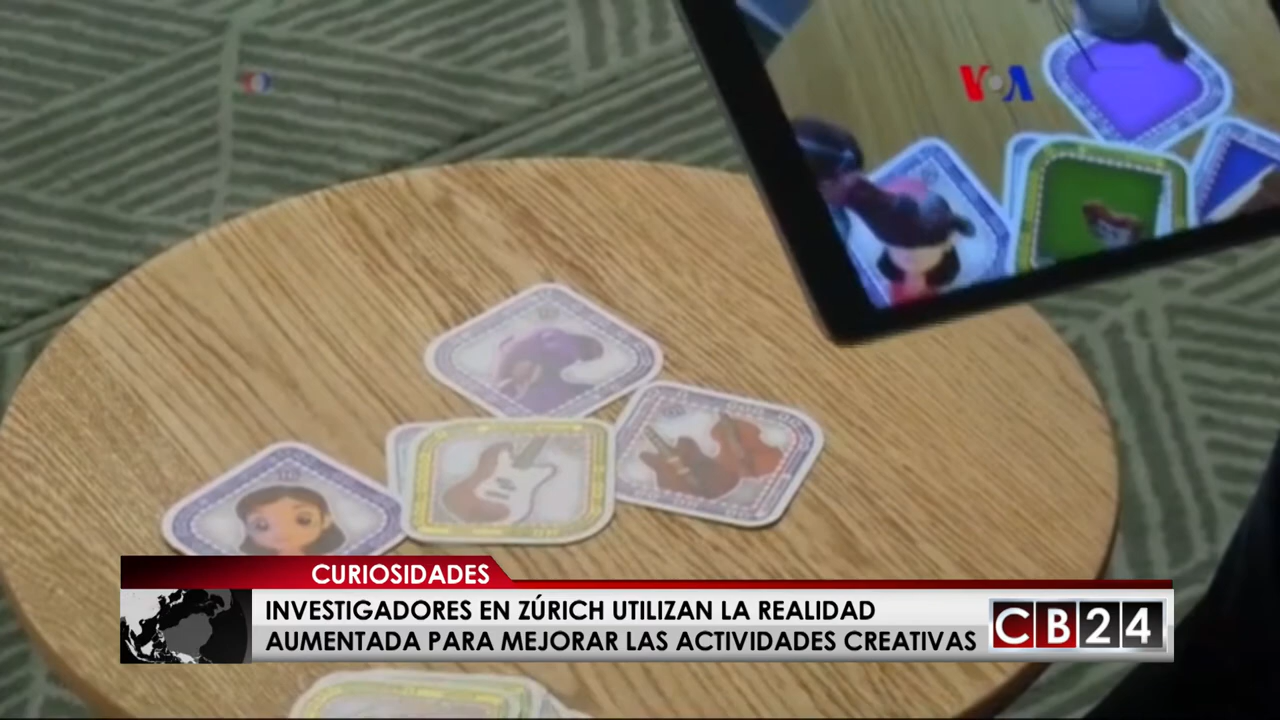 VOA
CURIOSIDADES
INVESTIGADORES EN ZÚRICH UTILIZAN LA REALIDAD
AUMENTADA PARA MEJORAR LAS ACTIVIDADES CREATIVAS
CB24